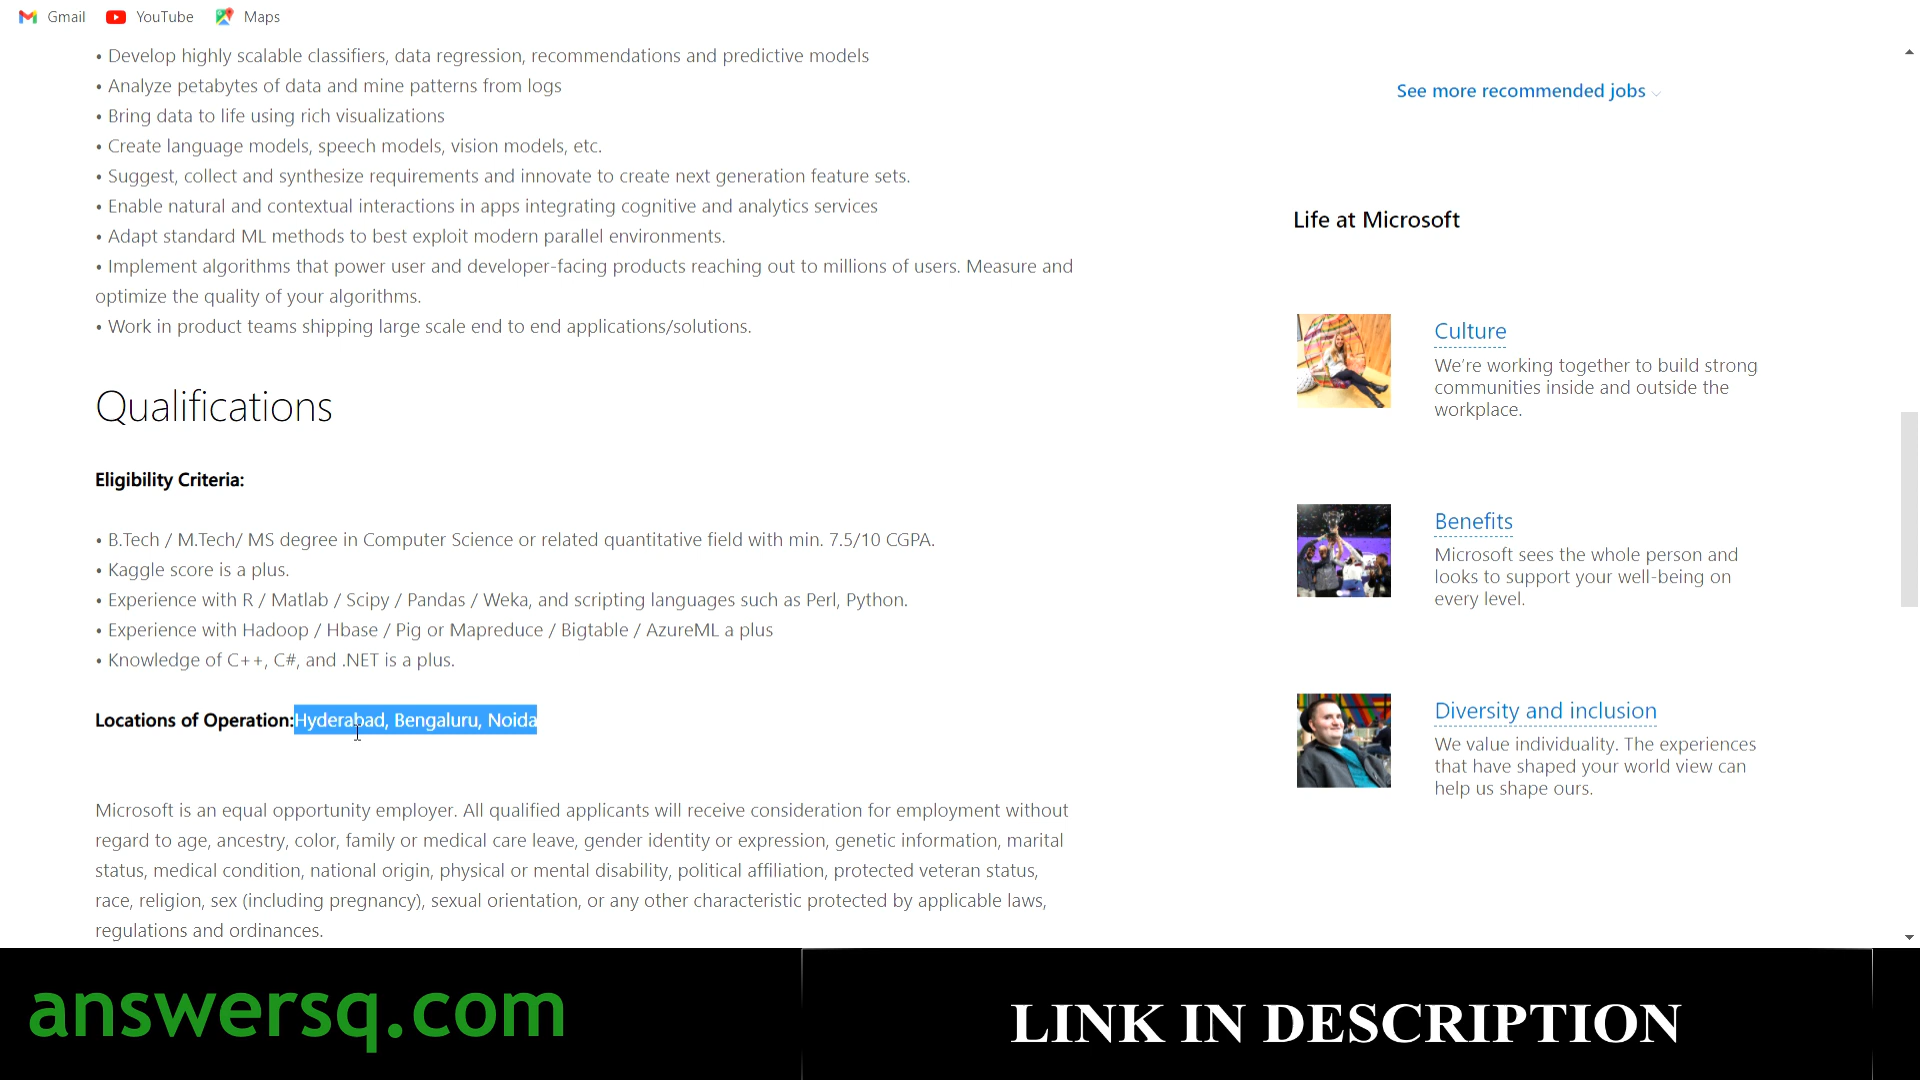 Gmail YouTube Maps
• Develop highly scalable classifiers, data regression, recommendations and predictive models
• Analyze petabytes of data and mine patterns from logs
• Bring data to life using rich visualizations
• Create language models, speech models, vision models, etc.
• Suggest, collect and synthesize requirements and innovate to create next generation feature sets.
• Enable natural and contextual interactions in apps integrating cognitive and analytics services
• Adapt standard ML methods to best exploit modern parallel environments.
• Implement algorithms that power user and developer-facing products reaching out to millions of users. Measure and
optimize the quality of your algorithms.
• Work in product teams shipping large scale end to end applications/solutions.
Qualifications
Eligibility Criteria:
• B.Tech / M.Tech/ MS degree in Computer Science or related quantitative field with min. 7.5/10 CGPA.
• Kaggle score is a plus.
• Experience with R / Matlab / Scipy / Pandas / Weka, and scripting languages such as Perl, Python.
• Experience with Hadoop / Hbase / Pig or Mapreduce / Bigtable / AzureML a plus
• Knowledge of C++, C#, and .NET is a plus.
Locations of Operation:Hyderabad, Bengaluru, Noida
Microsoft is an equal opportunity employer. All qualified applicants will receive consideration for employment without
regard to age, ancestry, color, family or medical care leave, gender identity or expression, genetic information, marital
status, medical condition, national origin, physical or mental disability, political affiliation, protected veteran status,
race, religion, sex (including pregnancy), sexual orientation, or any other characteristic protected by applicable laws,
regulations and ordinances.
See more recommended jobs
Life at Microsoft
Culture
We're working together to build strong
communities inside and outside the
workplace.
Benefits
Microsoft sees the whole person and
looks to support your well-being on
every level.
Diversity and inclusion
We value individuality. The experiences
that have shaped your world view can
help us shape ours.
answersq.com
LINK IN DESCRIPTION